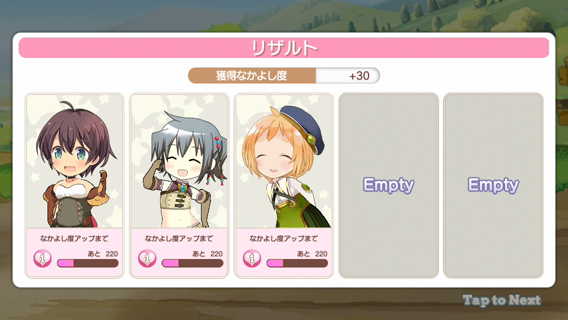 リザルト
獲得なかよし度 +30
なかよし度アップまで
1 あと 220
なかよし度アップまで
1 あと 220
なかよし度アップまで
1 あと 220
Empty
Empty
Tap to Next